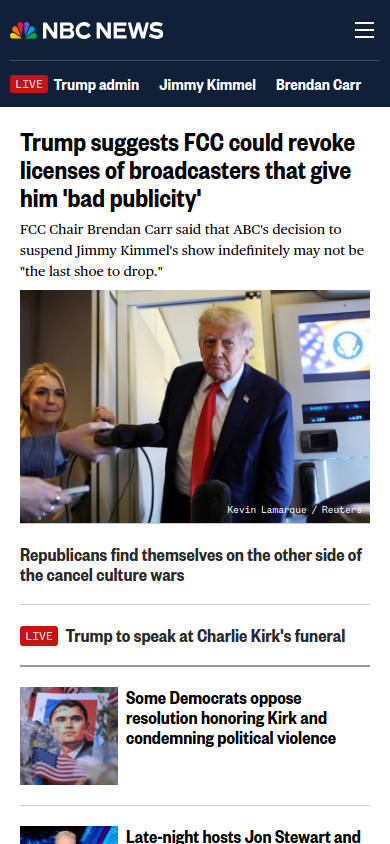 NBC NEWS
LIVE Trump admin Jimmy Kimmel Brendan Carr
Trump suggests FCC could revoke
licenses of broadcasters that give
him 'bad publicity'
FCC Chair Brendan Carr said that ABC's decision to
suspend Jimmy Kimmel's show indefinitely may not be
"the last shoe to drop."
Kevin Lamarque / Reuters
Republicans find themselves on the other side of
the cancel culture wars
LIVE Trump to speak at Charlie Kirk's funeral
Some Democrats oppose
resolution honoring Kirk and
condemning political violence
Late-night hosts Jon Stewart and